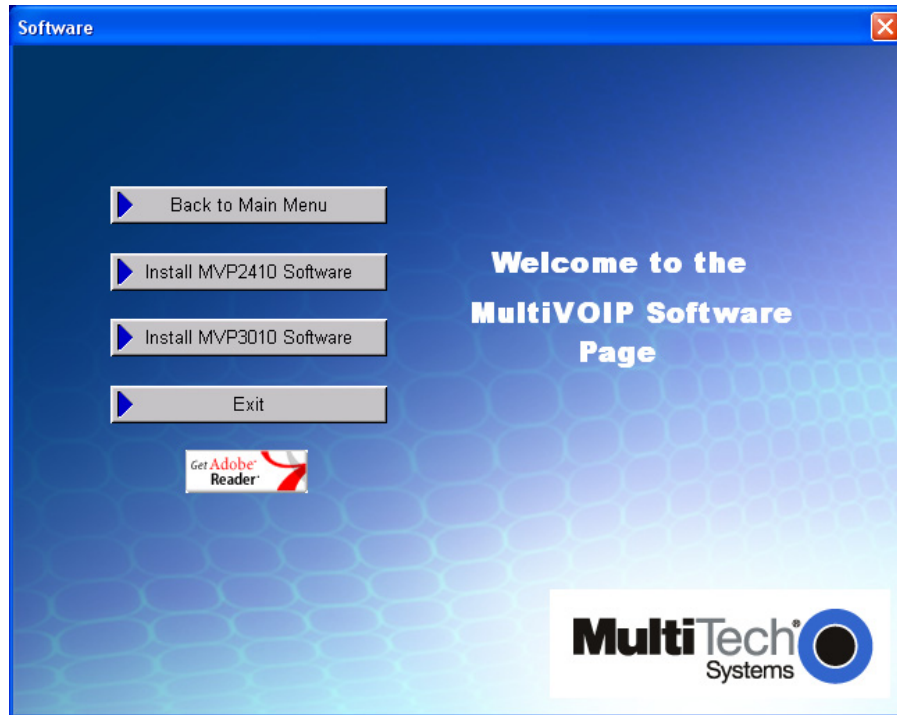 Software
Back to Main Menu
Install MVP2410 Software
Install MVP3010 Software
Exit
Get Adobe®
Reader®
Welcome to the
MultiVOIP Software
Page
MultiTech®
Systems